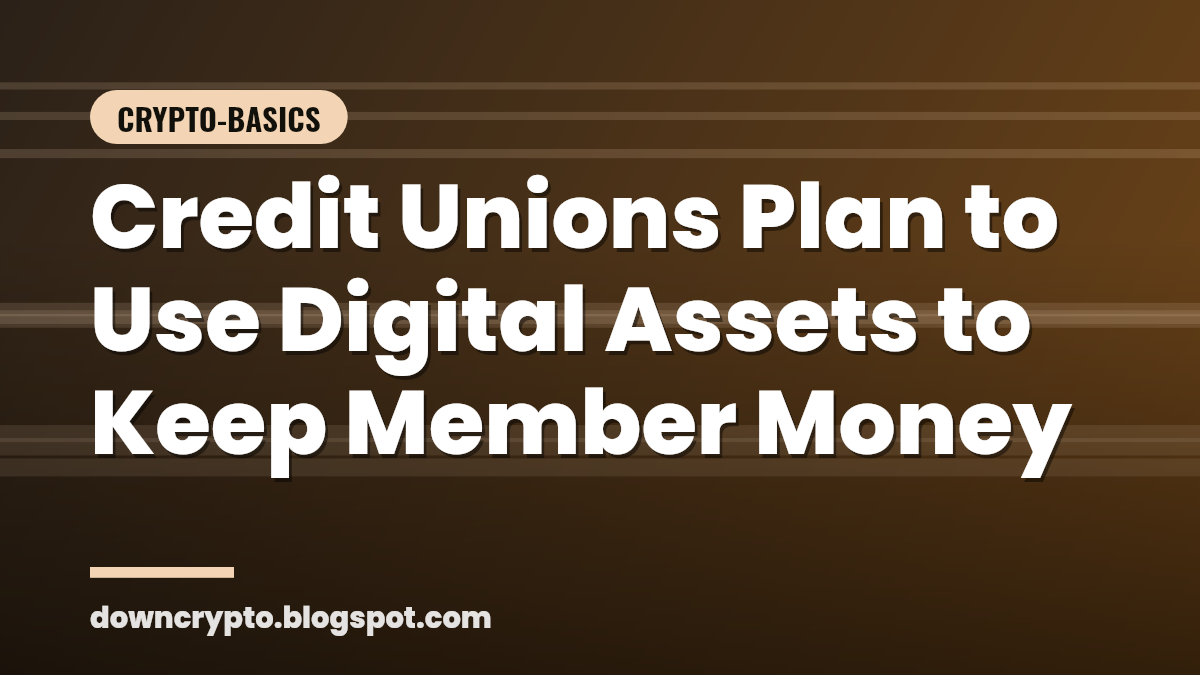 CRYPTO-BASICS
Credit Unions Plan to
Use Digital Assets to
Keep Member Money
downcrypto.blogspot.com